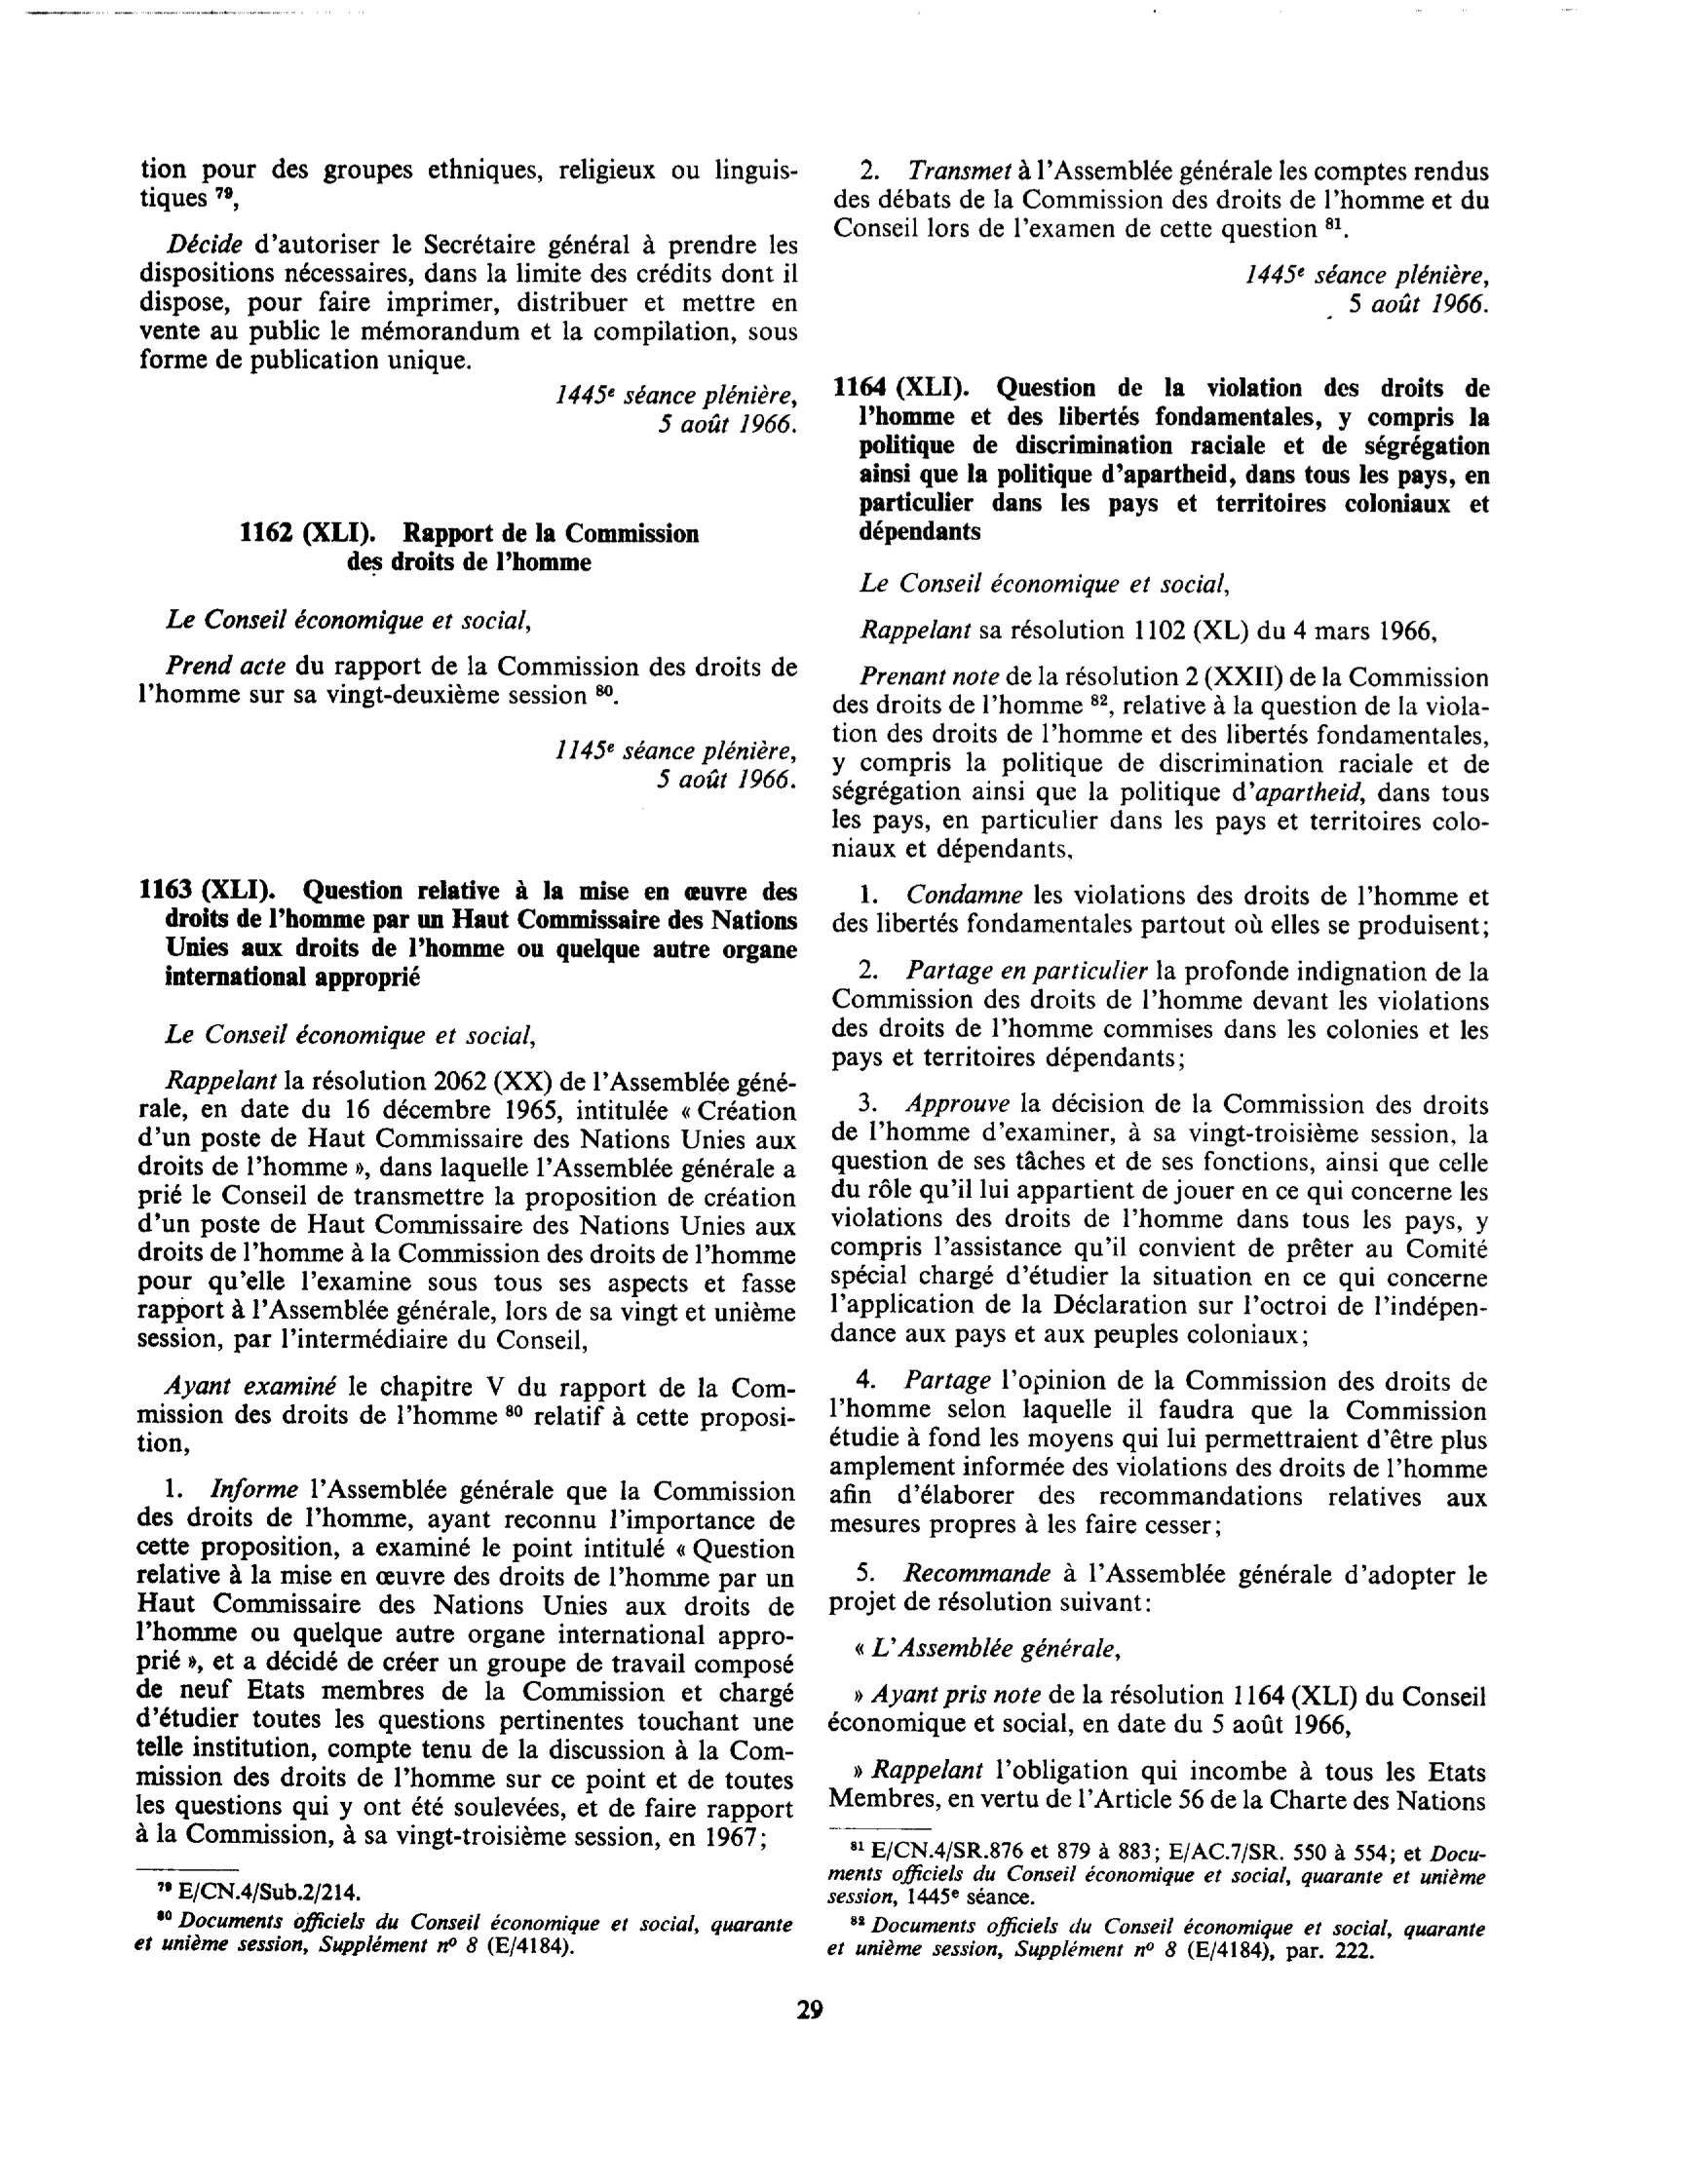 tion pour des groupes ethniques, religieux ou linguis-
tiques 79,
Décide d'autoriser le Secrétaire général à prendre les
dispositions nécessaires, dans la limite des crédits dont il
dispose, pour faire imprimer, distribuer et mettre en
vente au public le mémorandum et la compilation, sous
forme de publication unique.
1445e séance plénière,
5 août 1966.
1162 (XLI). Rapport de la Commission
des droits de l'homme
Le Conseil économique et social,
Prend acte du rapport de la Commission des droits de
l'homme sur sa vingt-deuxième session 80.
1145e séance plénière,
5 août 1966.
1163 (XLI). Question relative à la mise en œuvre des
droits de l'homme par un Haut Commissaire des Nations
Unies aux droits de l'homme ou quelque autre organe
international approprié
Le Conseil économique et social,
Rappelant la résolution 2062 (XX) de l'Assemblée géné-
rale, en date du 16 décembre 1965, intitulée « Création
d'un poste de Haut Commissaire des Nations Unies aux
droits de l'homme », dans laquelle l'Assemblée générale a
prié le Conseil de transmettre la proposition de création
d'un poste de Haut Commissaire des Nations Unies aux
droits de l'homme à la Commission des droits de l'homme
pour qu'elle l'examine sous tous ses aspects et fasse
rapport à l'Assemblée générale, lors de sa vingt et unième
session, par l'intermédiaire du Conseil,
Ayant examiné le chapitre V du rapport de la Com-
mission des droits de l'homme 80 relatif à cette proposi-
tion,
1. Informe l'Assemblée générale que la Commission
des droits de l'homme, ayant reconnu l'importance de
cette proposition, a examiné le point intitulé « Question
relative à la mise en œuvre des droits de l'homme par un
Haut Commissaire des Nations Unies aux droits de
l'homme ou quelque autre organe international appro-
prié », et a décidé de créer un groupe de travail composé
de neuf Etats membres de la Commission et chargé
d'étudier toutes les questions pertinentes touchant une
telle institution, compte tenu de la discussion à la Com-
mission des droits de l'homme sur ce point et de toutes
les questions qui y ont été soulevées, et de faire rapport
à la Commission, à sa vingt-troisième session, en 1967;
79 E/CN.4/Sub.2/214.
80 Documents officiels du Conseil économique et social, quarante
et unième session, Supplément no 8 (E/4184).
2. Transmet à l'Assemblée générale les comptes rendus
des débats de la Commission des droits de l'homme et du
Conseil lors de l'examen de cette question 81.
1445e séance plénière,
5 août 1966.
1164 (XLI). Question de la violation des droits de
l'homme et des libertés fondamentales, y compris la
politique de discrimination raciale et de ségrégation
ainsi que la politique d'apartheid, dans tous les pays, en
particulier dans les pays et territoires coloniaux et
dépendants
Le Conseil économique et social,
Rappelant sa résolution 1102 (XL) du 4 mars 1966,
Prenant note de la résolution 2 (XXII) de la Commission
des droits de l'homme 82, relative à la question de la viola-
tion des droits de l'homme et des libertés fondamentales,
y compris la politique de discrimination raciale et de
ségrégation ainsi que la politique d'apartheid, dans tous
les pays, en particulier dans les pays et territoires colo-
niaux et dépendants,
1. Condamne les violations des droits de l'homme et
des libertés fondamentales partout où elles se produisent;
2. Partage en particulier la profonde indignation de la
Commission des droits de l'homme devant les violations
des droits de l'homme commises dans les colonies et les
pays et territoires dépendants;
3. Approuve la décision de la Commission des droits
de l'homme d'examiner, à sa vingt-troisième session, la
question de ses tâches et de ses fonctions, ainsi que celle
du rôle qu'il lui appartient de jouer en ce qui concerne les
violations des droits de l'homme dans tous les pays, y
compris l'assistance qu'il convient de prêter au Comité
spécial chargé d'étudier la situation en ce qui concerne
l'application de la Déclaration sur l'octroi de l'indépen-
dance aux pays et aux peuples coloniaux;
4. Partage l'opinion de la Commission des droits de
l'homme selon laquelle il faudra que la Commission
étudie à fond les moyens qui lui permettraient d'être plus
amplement informée des violations des droits de l'homme
afin d'élaborer des recommandations relatives aux
mesures propres à les faire cesser;
5. Recommande à l'Assemblée générale d'adopter le
projet de résolution suivant:
« L'Assemblée générale,
» Ayant pris note de la résolution 1164 (XLI) du Conseil
économique et social, en date du 5 août 1966,
» Rappelant l'obligation qui incombe à tous les Etats
Membres, en vertu de l'Article 56 de la Charte des Nations
81 E/CN.4/SR.876 et 879 à 883; E/AC.7/SR. 550 à 554; et Docu-
ments officiels du Conseil économique et social, quarante et unième
session, 1445e séance.
82 Documents officiels du Conseil économique et social, quarante
et unième session, Supplément no 8 (E/4184), par. 222.
29